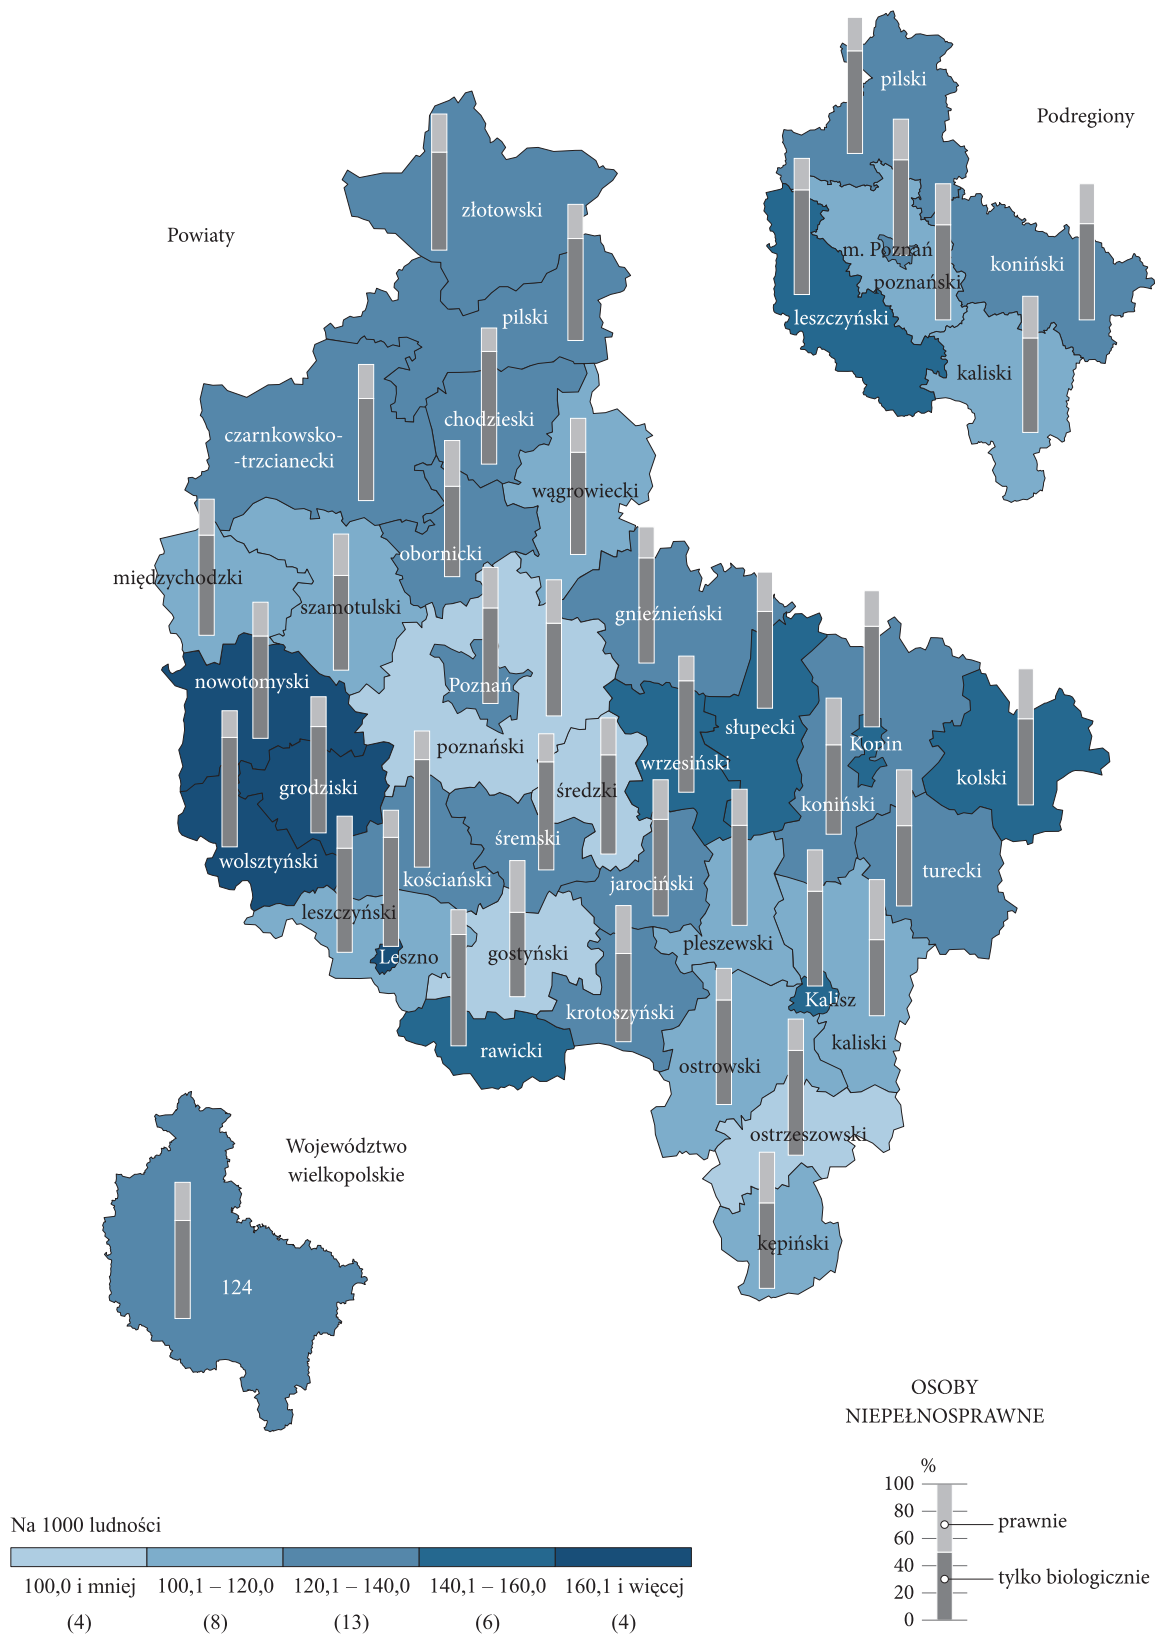 pilski
Podregiony
złotowski
Powiaty
m. Poznań
koniński
poznański
leszczyński
pilski
kaliski
chodzieski
czarnkowsko-
-trzcianecki
wągrowiecki
obornicki
międzychodzki
szamotulski
gnieźnieński
nowotomyski
Poznań
słupecki
poznański
Konin
wrzesiński
kolski
grodziski
średzki
koniński
śremski
wolsztyński
turecki
kościański
jarociński
leszczyński
pleszewski
gostyński
Leszno
Kalisz
krotoszyński
kaliski
rawicki
ostrowski
ostrzeszowski
Województwo
wielkopolskie
kępiński
124
OSOBY
NIEPEŁNOSPRAWNE
%
100
80
prawnie
60
40
tylko biologicznie
20
0
Na 1000 ludności
100,0 i mniej 100,1 – 120,0 120,1 – 140,0 140,1 – 160,0 160,1 i więcej
(4) (8) (13) (6) (4)